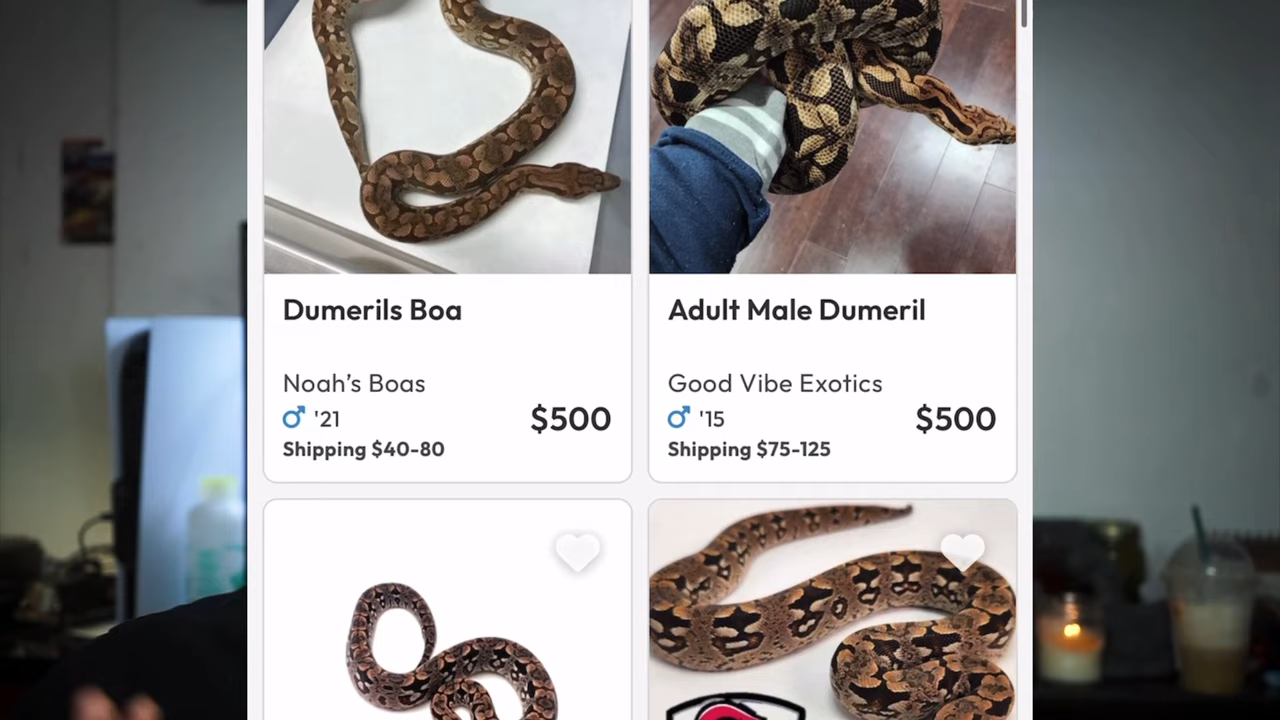 Dumerils Boa
Noah's Boas
♂ '21
$500
Shipping $40-80
Adult Male Dumeril
Good Vibe Exotics
♂ '15
$500
Shipping $75-125